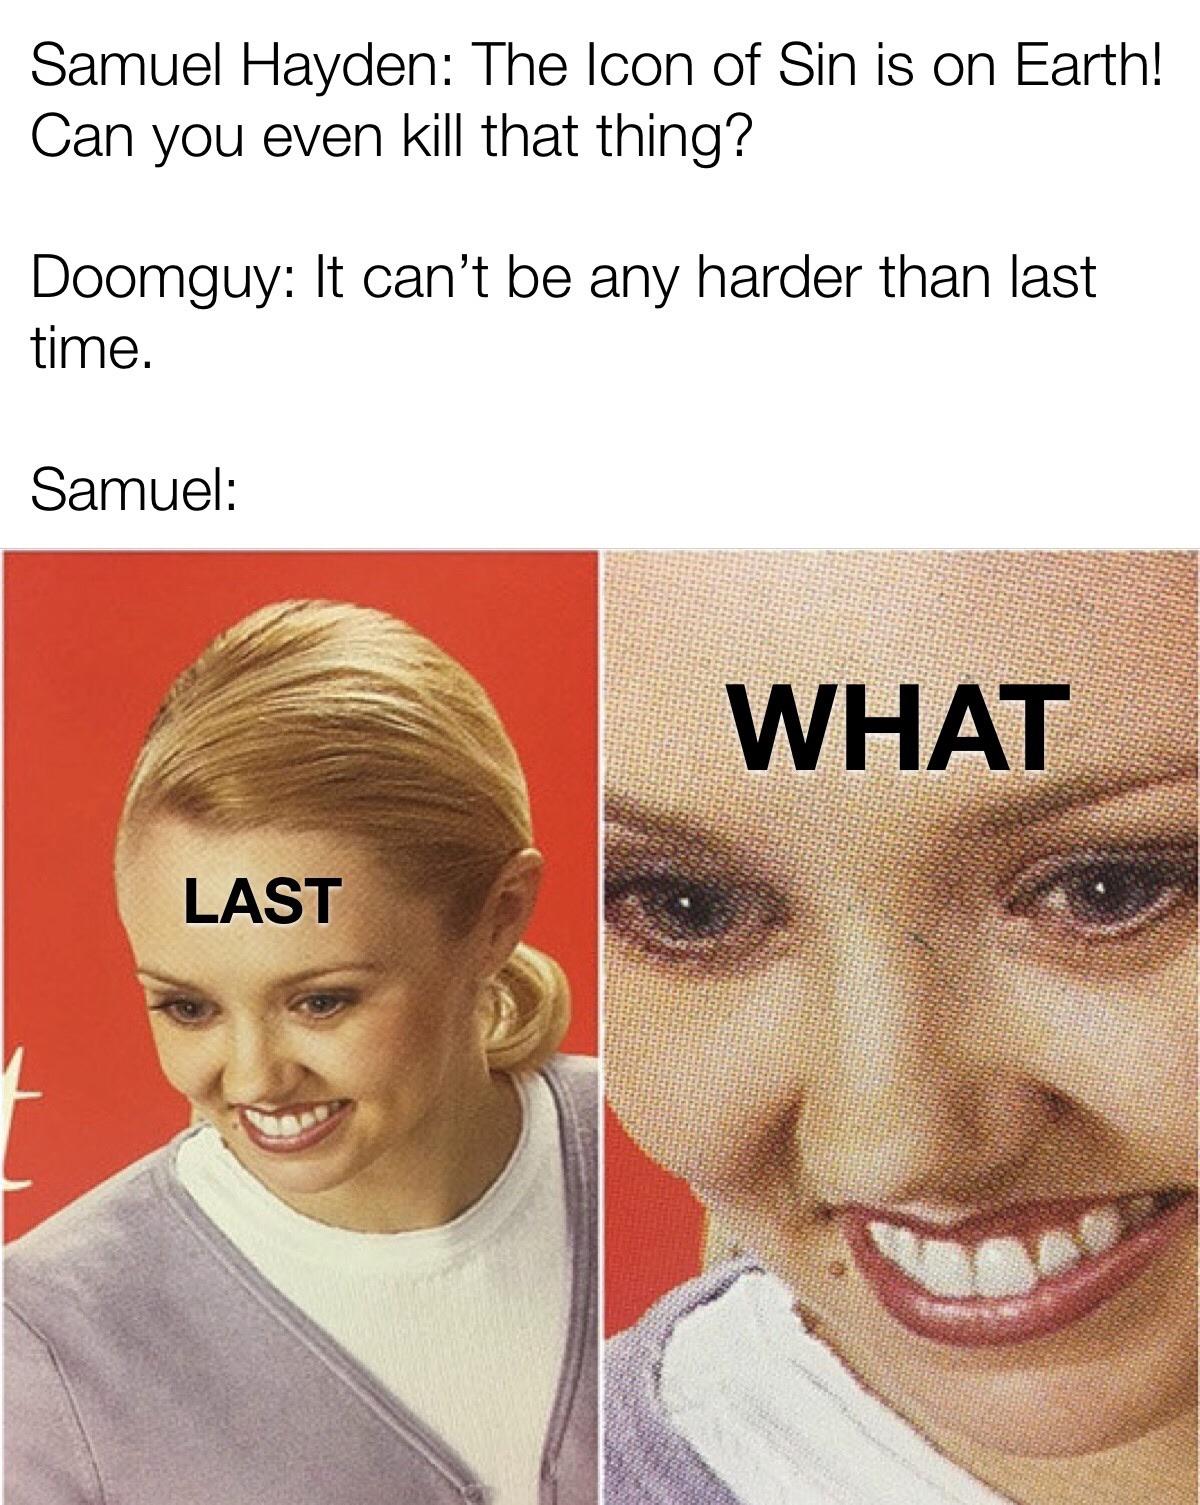 Samuel Hayden: The Icon of Sin is on Earth!
Can you even kill that thing?
Doomguy: It can’t be any harder than last
time.
Samuel:
LAST
WHAT
t